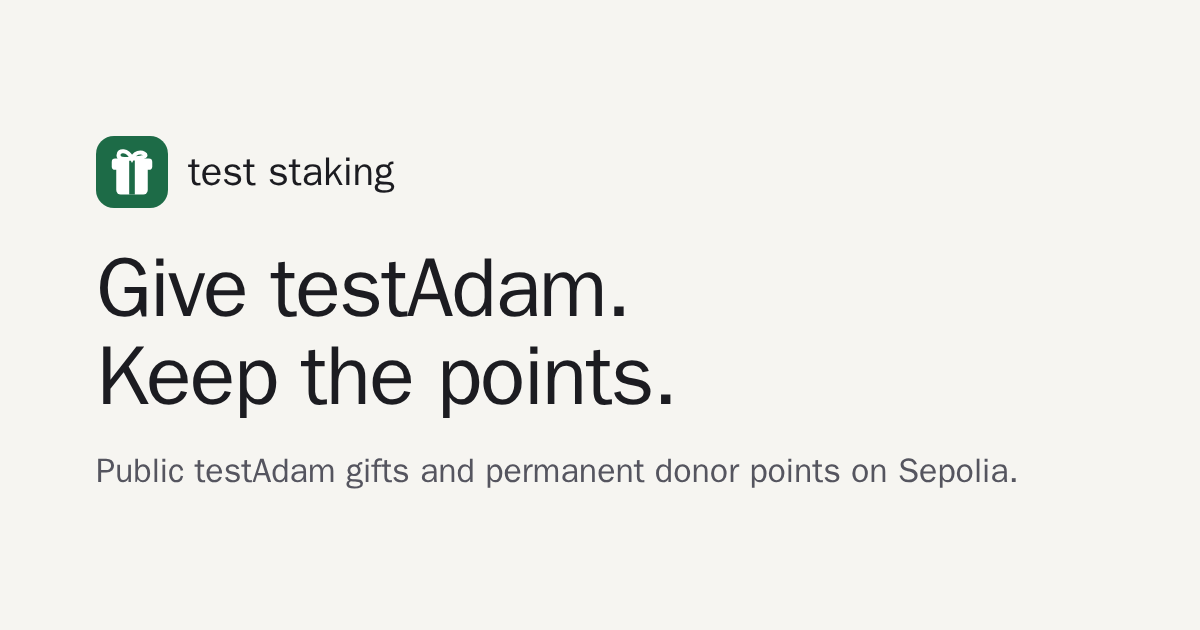 test staking
Give testAdam.
Keep the points.
Public testAdam gifts and permanent donor points on Sepolia.